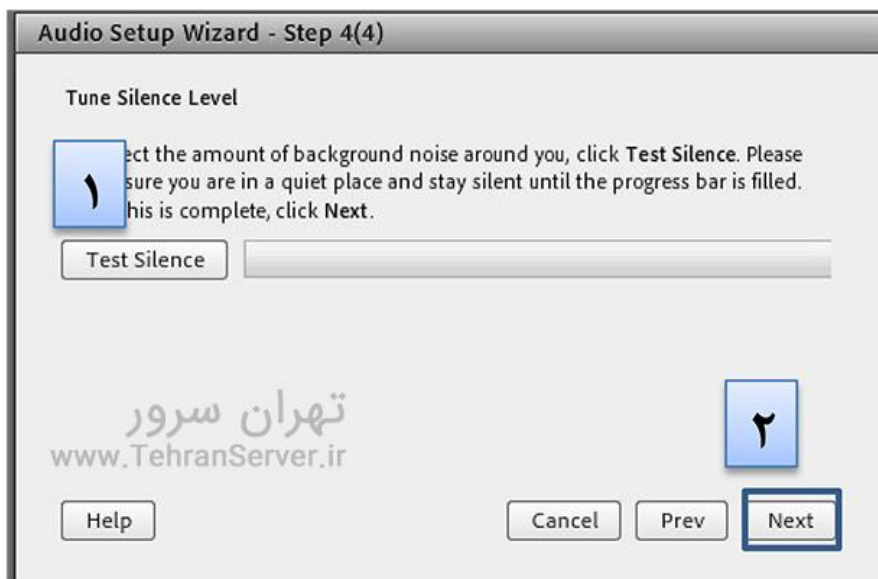 Audio Setup Wizard - Step 4(4)
Tune Silence Level
ect the amount of background noise around you, click Test Silence. Please
sure you are in a quiet place and stay silent until the progress bar is filled.
his is complete, click Next.
۱
Test Silence
تهران سرور
www.TehranServer.ir
۲
Help
Cancel
Prev
Next